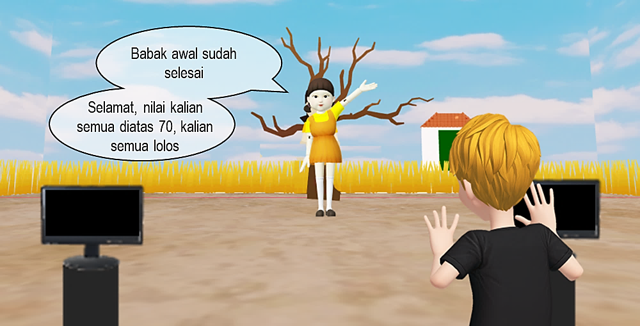 Babak awal sudah
selesai
Selamat, nilai kalian
semua diatas 70, kalian
semua lolos